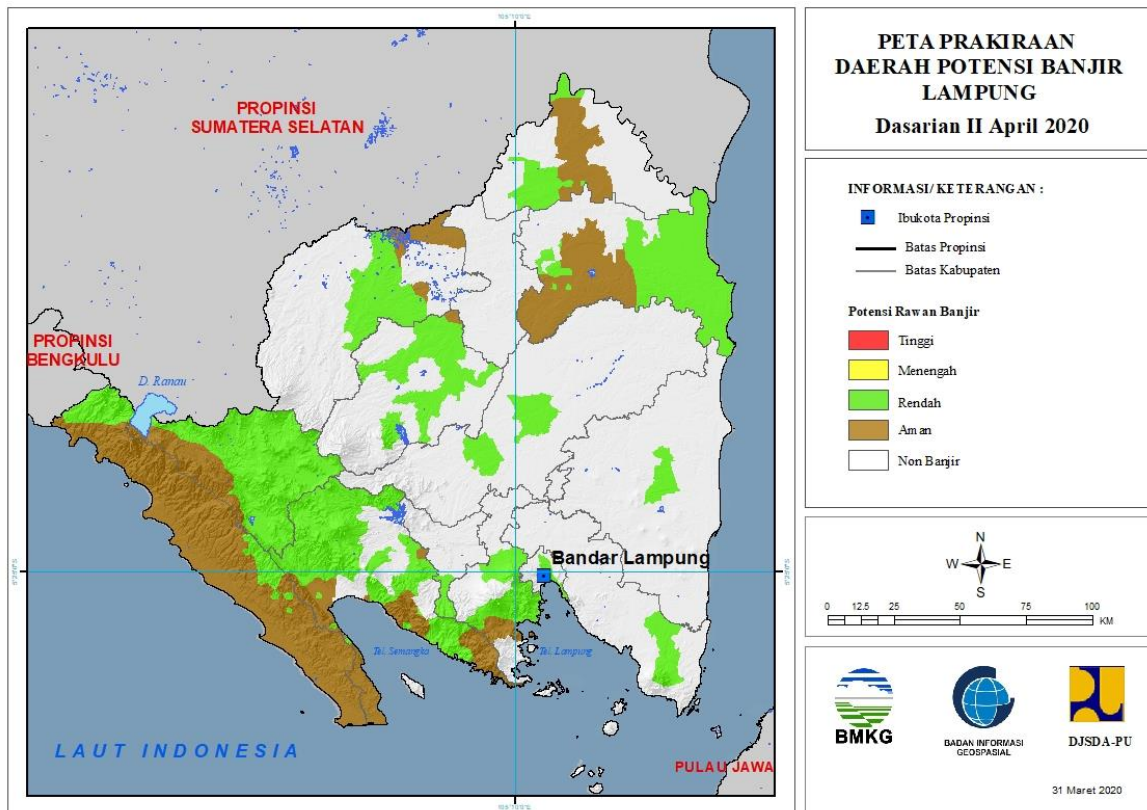 105°10'0"E
PROPINSI
SUMATERA SELATAN
PROPINSI
BENGKULU
D. Ranau
Bandar Lampung
Tel. Semangka
Tel. Lampung
LAUT INDONESIA
PULAU JAWA
PETA PRAKIRAAN
DAERAH POTENSI BANJIR
LAMPUNG
Dasarian II April 2020
INFORMASI/ KETERANGAN :
Ibukota Propinsi
Batas Propinsi
Batas Kabupaten
Potensi Rawan Banjir
Tinggi
Menengah
Rendah
Aman
Non Banjir
N
W E
S
0 12.5 25 50 75 100
KM
BMKG
BADAN INFORMASI
GEOSPASIAL
DJSDA-PU
31 Maret 2020